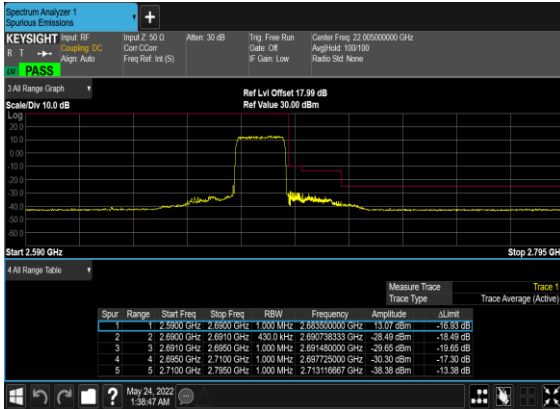 Spectrum Analyzer 1
Spurious Emissions
+
KEYSIGHT Input: RF Input Z: 50 Ω Atten: 30 dB Trig: Free Run Center Freq: 22.005000000 GHz
R T Coupling: DC Corr CCorr Gate: Off Avg|Hold: 100/100
Align: Auto Freq Ref: Int (S) IF Gain: Low Radio Std: None
PASS
3 All Range Graph
Ref Lvl Offset 17.99 dB
Scale/Div 10.0 dB Ref Value 30.00 dBm
Log
20.0
10.0
0.00
-10.0
-20.0
-30.0
-40.0
-50.0
-60.0
Start 2.590 GHz Stop 2.795 GH
4 All Range Table
Measure Trace Trace 1
Trace Type Trace Average (Active)
Spur Range Start Freq Stop Freq RBW Frequency Amplitude ΔLimit
1 1 2.5900 GHz 2.6900 GHz 1.000 MHz 2.683500000 GHz 13.07 dBm -16.93 dB
2 2 2.6900 GHz 2.6910 GHz 430.0 kHz 2.690738333 GHz -28.49 dBm -18.49 dB
3 3 2.6910 GHz 2.6950 GHz 1.000 MHz 2.691480000 GHz -29.65 dBm -19.65 dB
4 4 2.6950 GHz 2.7100 GHz 1.000 MHz 2.697725000 GHz -30.30 dBm -17.30 dB
5 5 2.7100 GHz 2.7950 GHz 1.000 MHz 2.713116667 GHz -38.38 dBm -13.38 dB
? May 24, 2022
1:38:47 AM